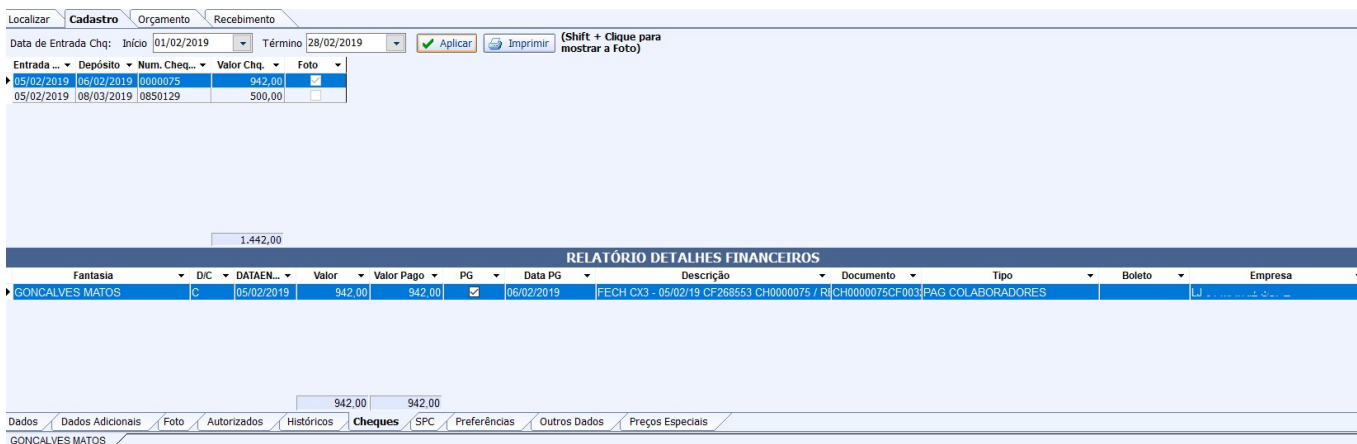 Localizar Cadastro Orçamento Recebimento
Data de Entrada Chq: Início 01/02/2019 Término 28/02/2019 Aplicar Imprimir (Shift + Clique para
mostrar a Foto)
Entrada ... Depósito Num. Cheq... Valor Chq. Foto
05/02/2019 06/02/2019 0000075 942,00
05/02/2019 08/03/2019 0850129 500,00
1.442,00
RELATÓRIO DETALHES FINANCEIROS
Fantasia D/C DATAEN... Valor Valor Pago PG Data PG Descrição Documento Tipo Boleto Empresa
GONCALVES MATOS C 05/02/2019 942,00 942,00 06/02/2019 FECH CX3 - 05/02/19 CF268553 CH0000075 / CH0000075CF003 PAG COLABORADORES LJ
942,00 942,00
Dados Dados Adicionais Foto Autorizados Históricos Cheques SPC Preferências Outros Dados Preços Especiais
GONCALVES MATOS